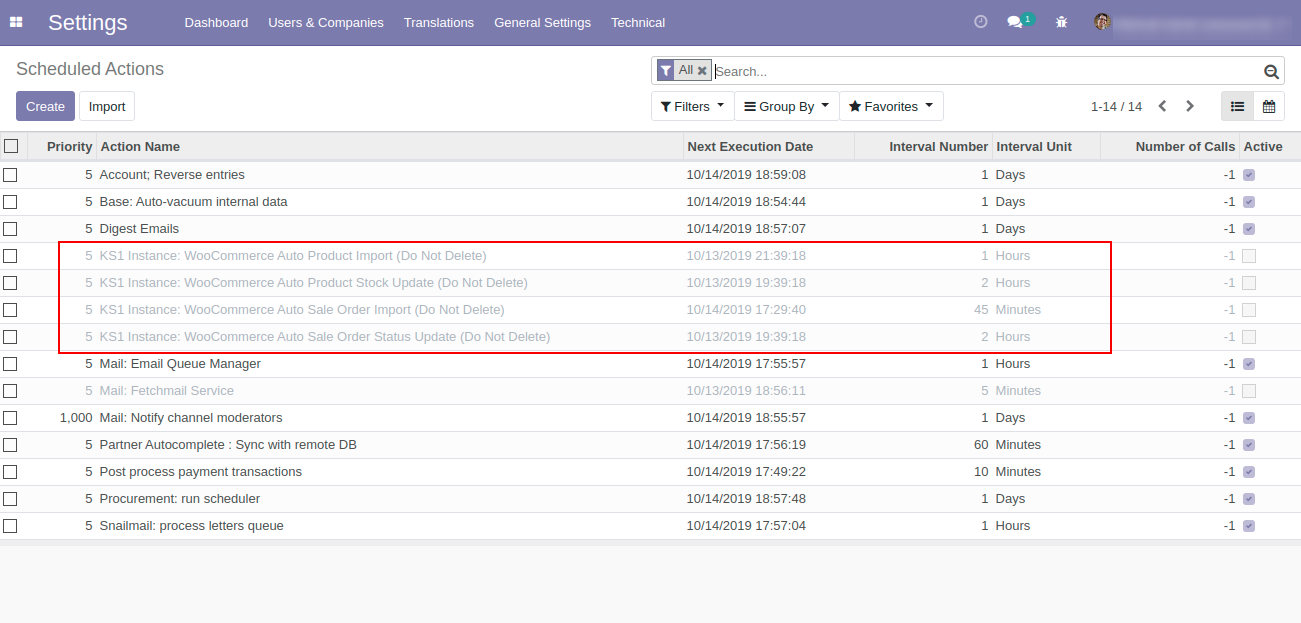 Settings Dashboard Users & Companies Translations General Settings Technical 1
Scheduled Actions
All Search...
Create Import Filters Group By Favorites 1-14 / 14
Priority Action Name Next Execution Date Interval Number Interval Unit Number of Calls Active
5 Account; Reverse entries 10/14/2019 18:59:08 1 Days -1
5 Base: Auto-vacuum internal data 10/14/2019 18:54:44 1 Days -1
5 Digest Emails 10/14/2019 18:57:07 1 Days -1
5 KS1 Instance: WooCommerce Auto Product Import (Do Not Delete) 10/13/2019 21:39:18 1 Hours -1
5 KS1 Instance: WooCommerce Auto Product Stock Update (Do Not Delete) 10/13/2019 19:39:18 2 Hours -1
5 KS1 Instance: WooCommerce Auto Sale Order Import (Do Not Delete) 10/14/2019 17:29:40 45 Minutes -1
5 KS1 Instance: WooCommerce Auto Sale Order Status Update (Do Not Delete) 10/13/2019 19:39:18 2 Hours -1
5 Mail: Email Queue Manager 10/14/2019 17:55:57 1 Hours -1
5 Mail: Fetchmail Service 10/13/2019 18:56:11 5 Minutes -1
1,000 Mail: Notify channel moderators 10/14/2019 18:55:57 1 Days -1
5 Partner Autocomplete : Sync with remote DB 10/14/2019 17:56:19 60 Minutes -1
5 Post process payment transactions 10/14/2019 17:49:22 10 Minutes -1
5 Procurement: run scheduler 10/14/2019 18:57:48 1 Days -1
5 Snailmail: process letters queue 10/14/2019 17:57:04 1 Hours -1